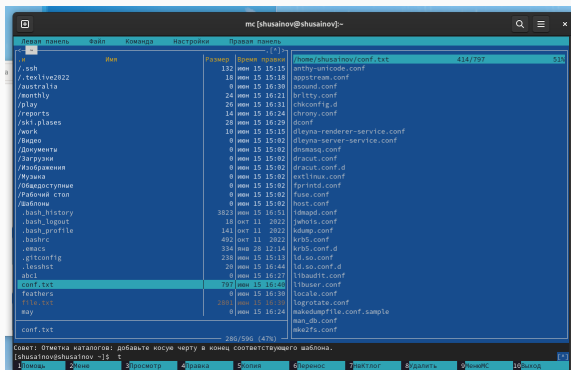 mc [shusainov@shusainov]:~
Левая панель Файл Команда Настройки Правая панель
.и Имя Размер Время правки
/.ssh 132 июн 15 15:15
/.texlive2022 18 июн 15 15:18
/australia 0 июн 15 16:30
/monthly 24 июн 15 16:21
/play 26 июн 15 16:31
/reports 14 июн 15 16:24
/ski.plases 28 июн 15 16:29
/work 10 июн 15 15:15
/Видео 0 июн 15 15:02
/Документы 0 июн 15 15:02
/Загрузки 0 июн 15 15:02
/Изображения 0 июн 15 15:02
/Музыка 0 июн 15 15:02
/Общедоступные 0 июн 15 15:02
/Рабочий стол 0 июн 15 15:02
/Шаблоны 0 июн 15 15:02
.bash_history 3823 июн 15 16:51
.bash_logout 18 окт 11 2022
.bash_profile 141 окт 11 2022
.bashrc 492 окт 11 2022
.emacs 334 янв 28 12:14
.gitconfig 238 июн 15 15:13
.lesshst 20 июн 15 16:44
abc1 0 июн 15 16:27
conf.txt 797 июн 15 16:40
feathers 0 июн 15 16:30
file.txt июн 15
may 0 июн 15 16:24
conf.txt
28G/59G (47%)
/home/shusainov/conf.txt 414/797 51%
anthy-unicode.conf
appstream.conf
asound.conf
brltty.conf
chkconfig.d
chrony.conf
dconf
dleyna-renderer-service.conf
dleyna-server-service.conf
dnsmasq.conf
dracut.conf
dracut.conf.d
extlinux.conf
fprintd.conf
fuse.conf
host.conf
idmapd.conf
jwhois.conf
kdump.conf
krb5.conf
krb5.conf.d
ld.so.conf
ld.so.conf.d
libaudit.conf
libuser.conf
locale.conf
logrotate.conf
makedumpfile.conf.sample
man_db.conf
mke2fs.conf
Совет: Отметка каталогов: добавьте косую черту в конец соответствующего шаблона.
[shusainov@shusainov ~]$ t [^]
1Помощь 2Меню 3Просмотр 4Правка 5Копия 6Перенос 7НвКтлог 8Удалить 9МенюМС 10Выход